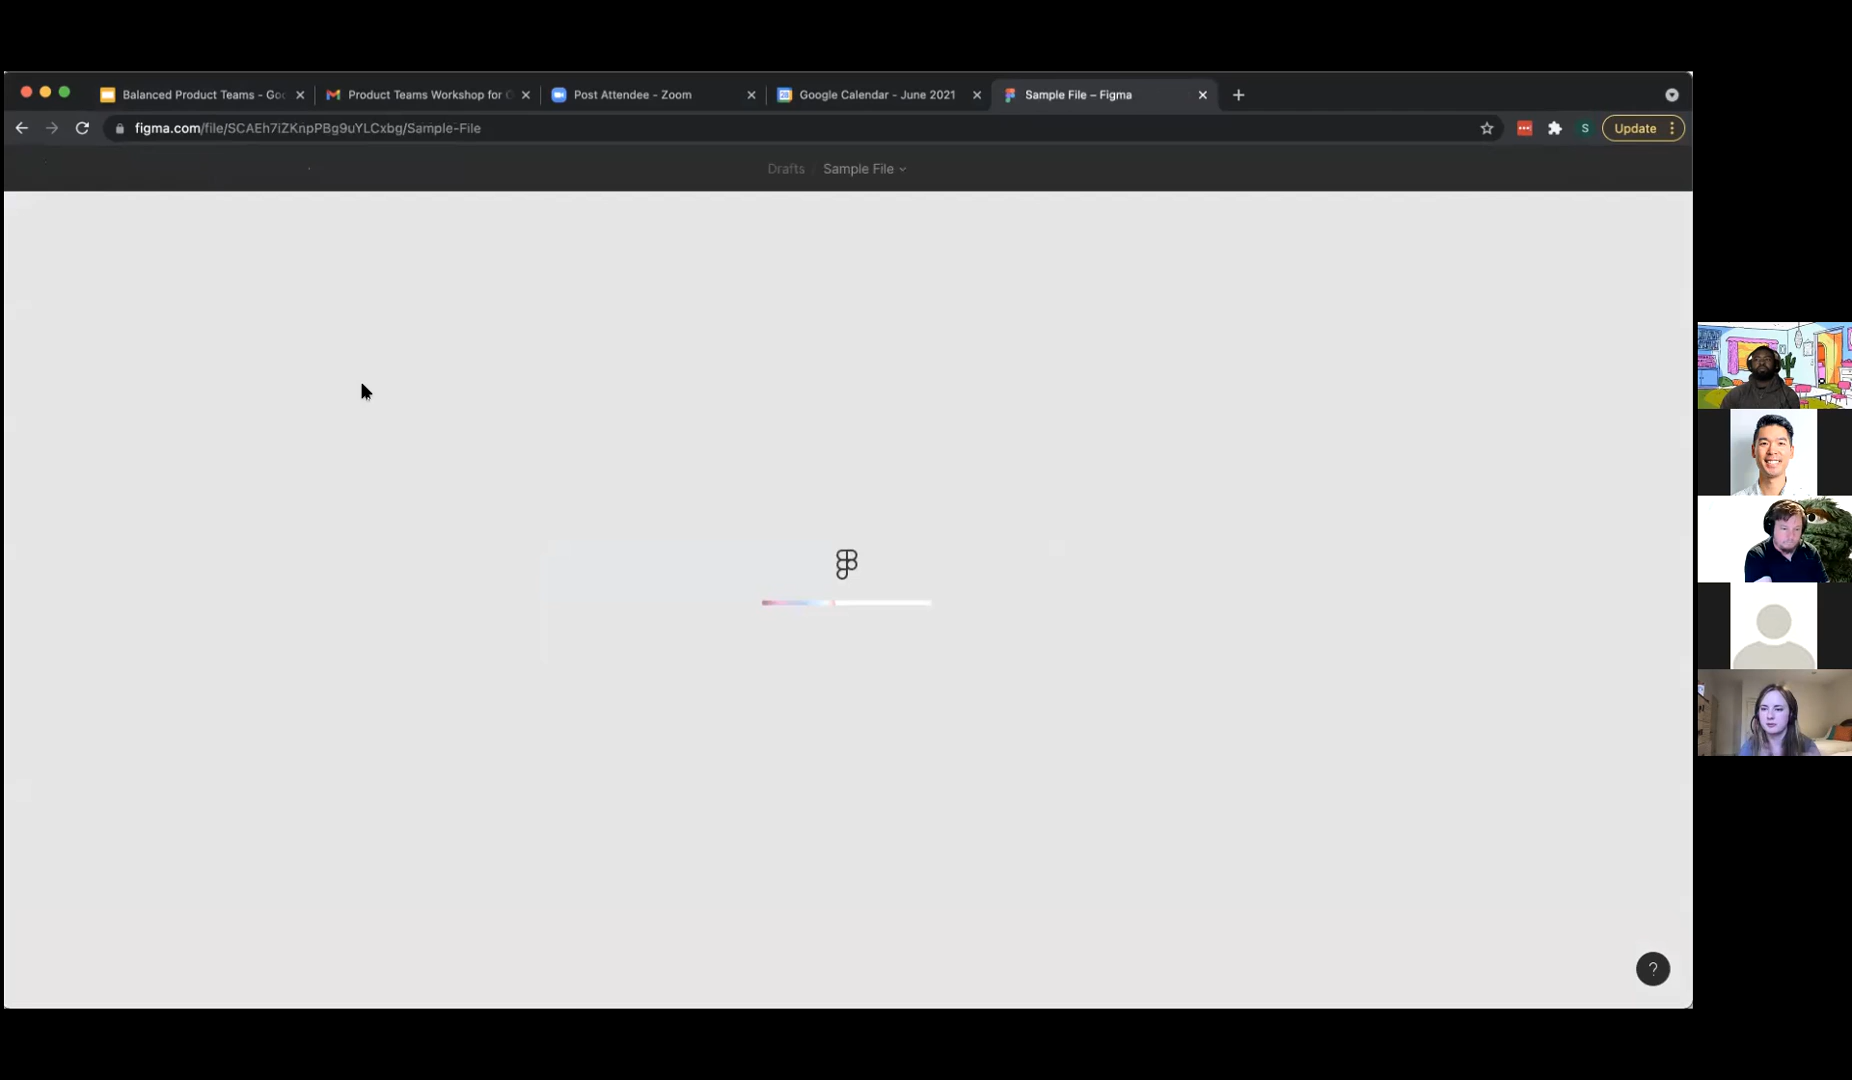 Balanced Product Teams - Goo
Product Teams Workshop for
Post Attendee - Zoom
Google Calendar - June 2021
Sample File – Figma
figma.com/file/SCAEh7iZKnpPBg9uYLCxbg/Sample-File
S
Update
Drafts / Sample File
?